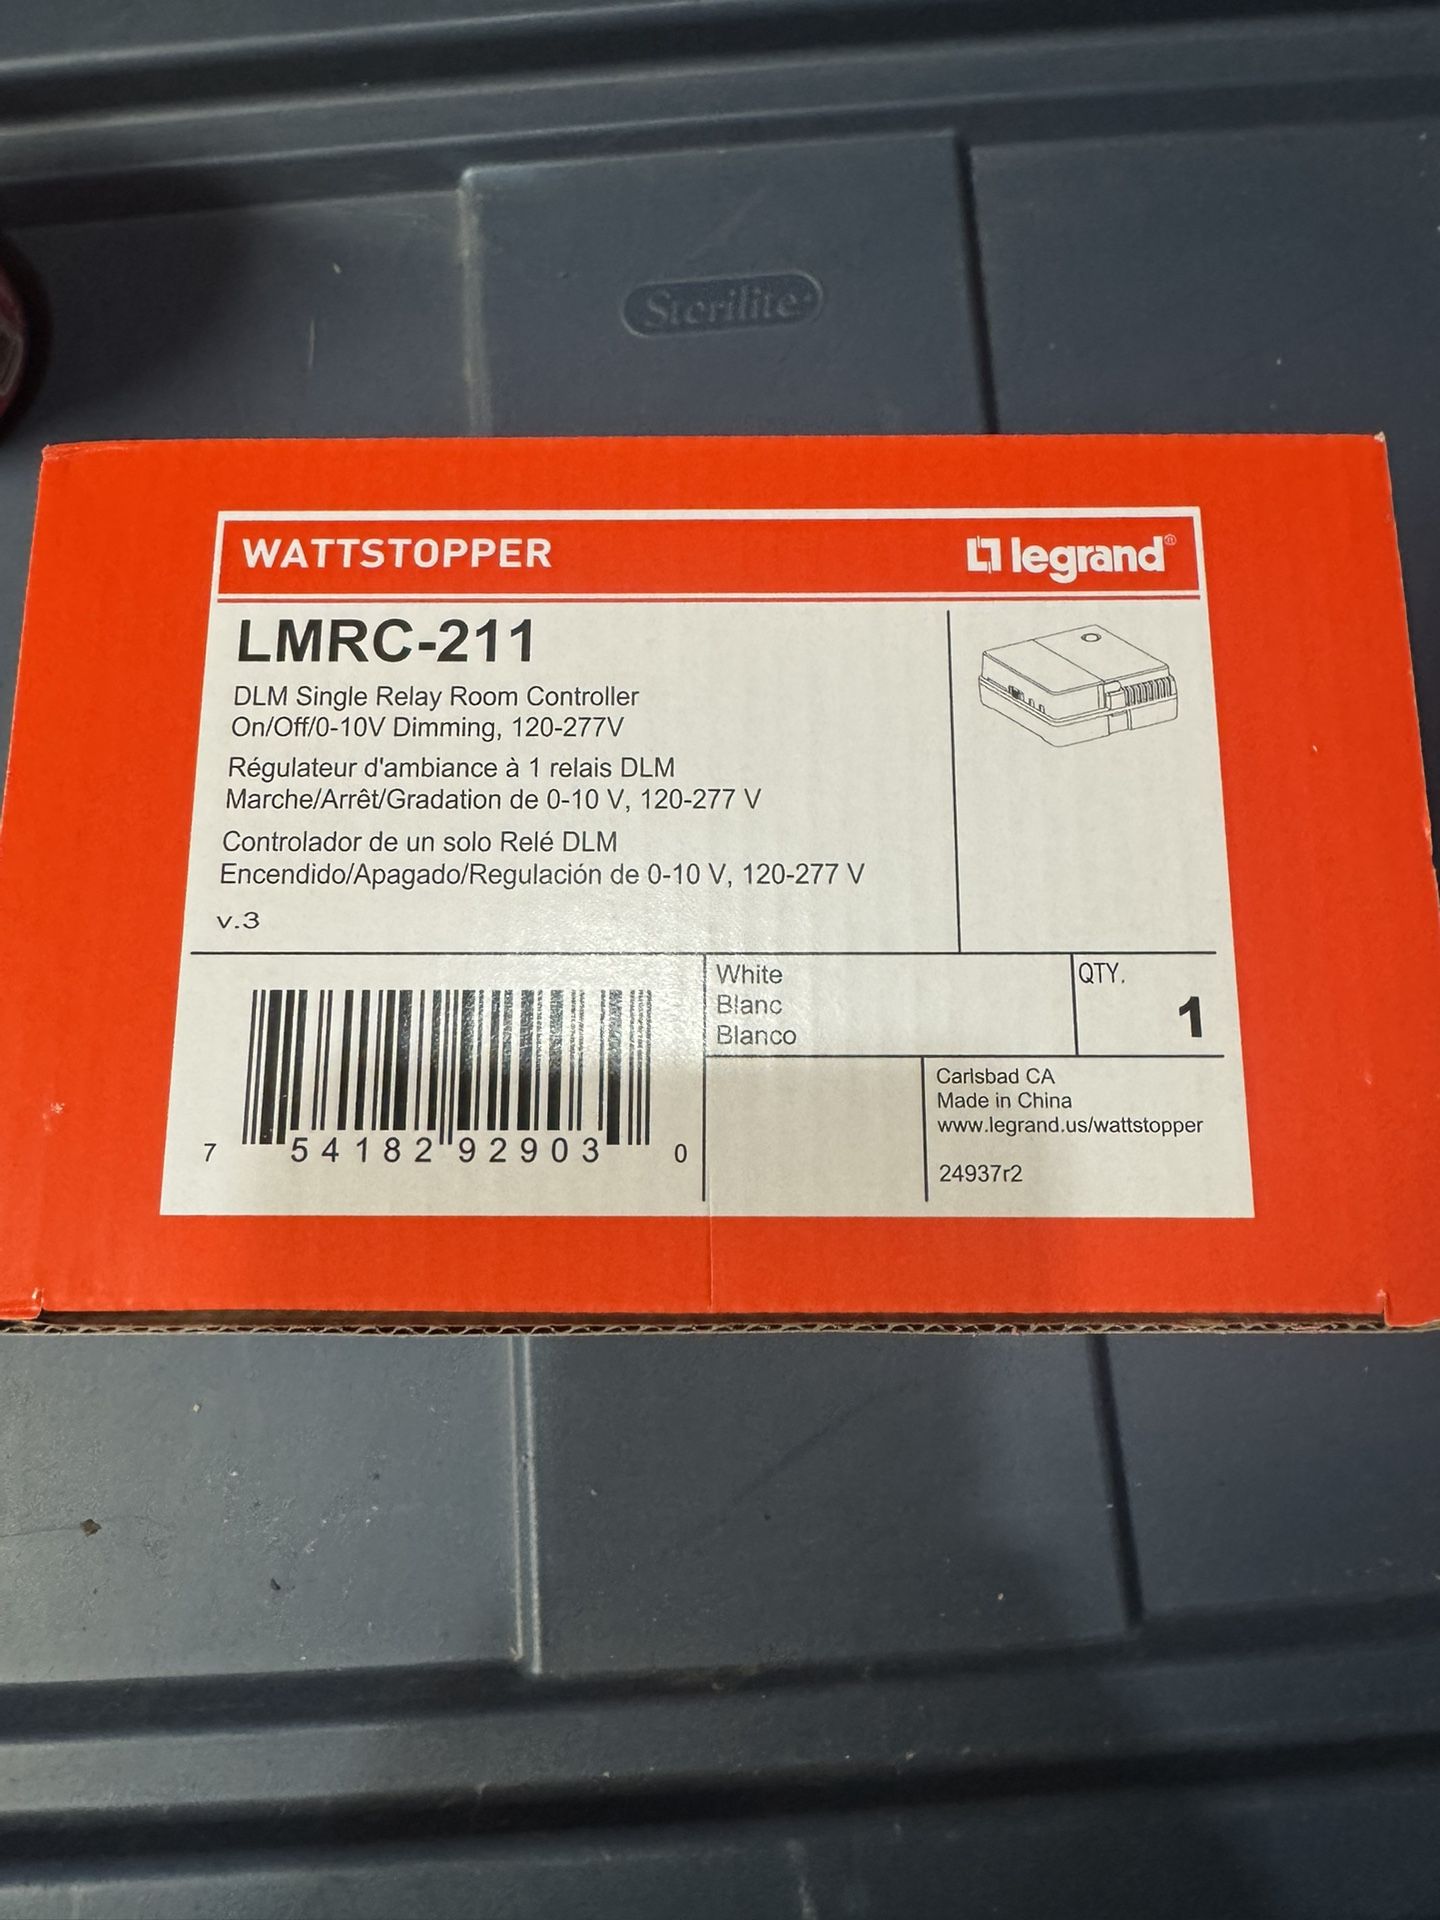 Sterilite
WATTSTOPPER
legrand®
LMRC-211
DLM Single Relay Room Controller
On/Off/0-10V Dimming, 120-277V
Régulateur d'ambiance à 1 relais DLM
Marche/Arrêt/Gradation de 0-10 V, 120-277 V
Controlador de un solo Relé DLM
Encendido/Apagado/Regulación de 0-10 V, 120-277 V
v.3
7 54182 92903 0
White
Blanc
Blanco
QTY.
1
Carlsbad CA
Made in China
www.legrand.us/wattstopper
24937r2